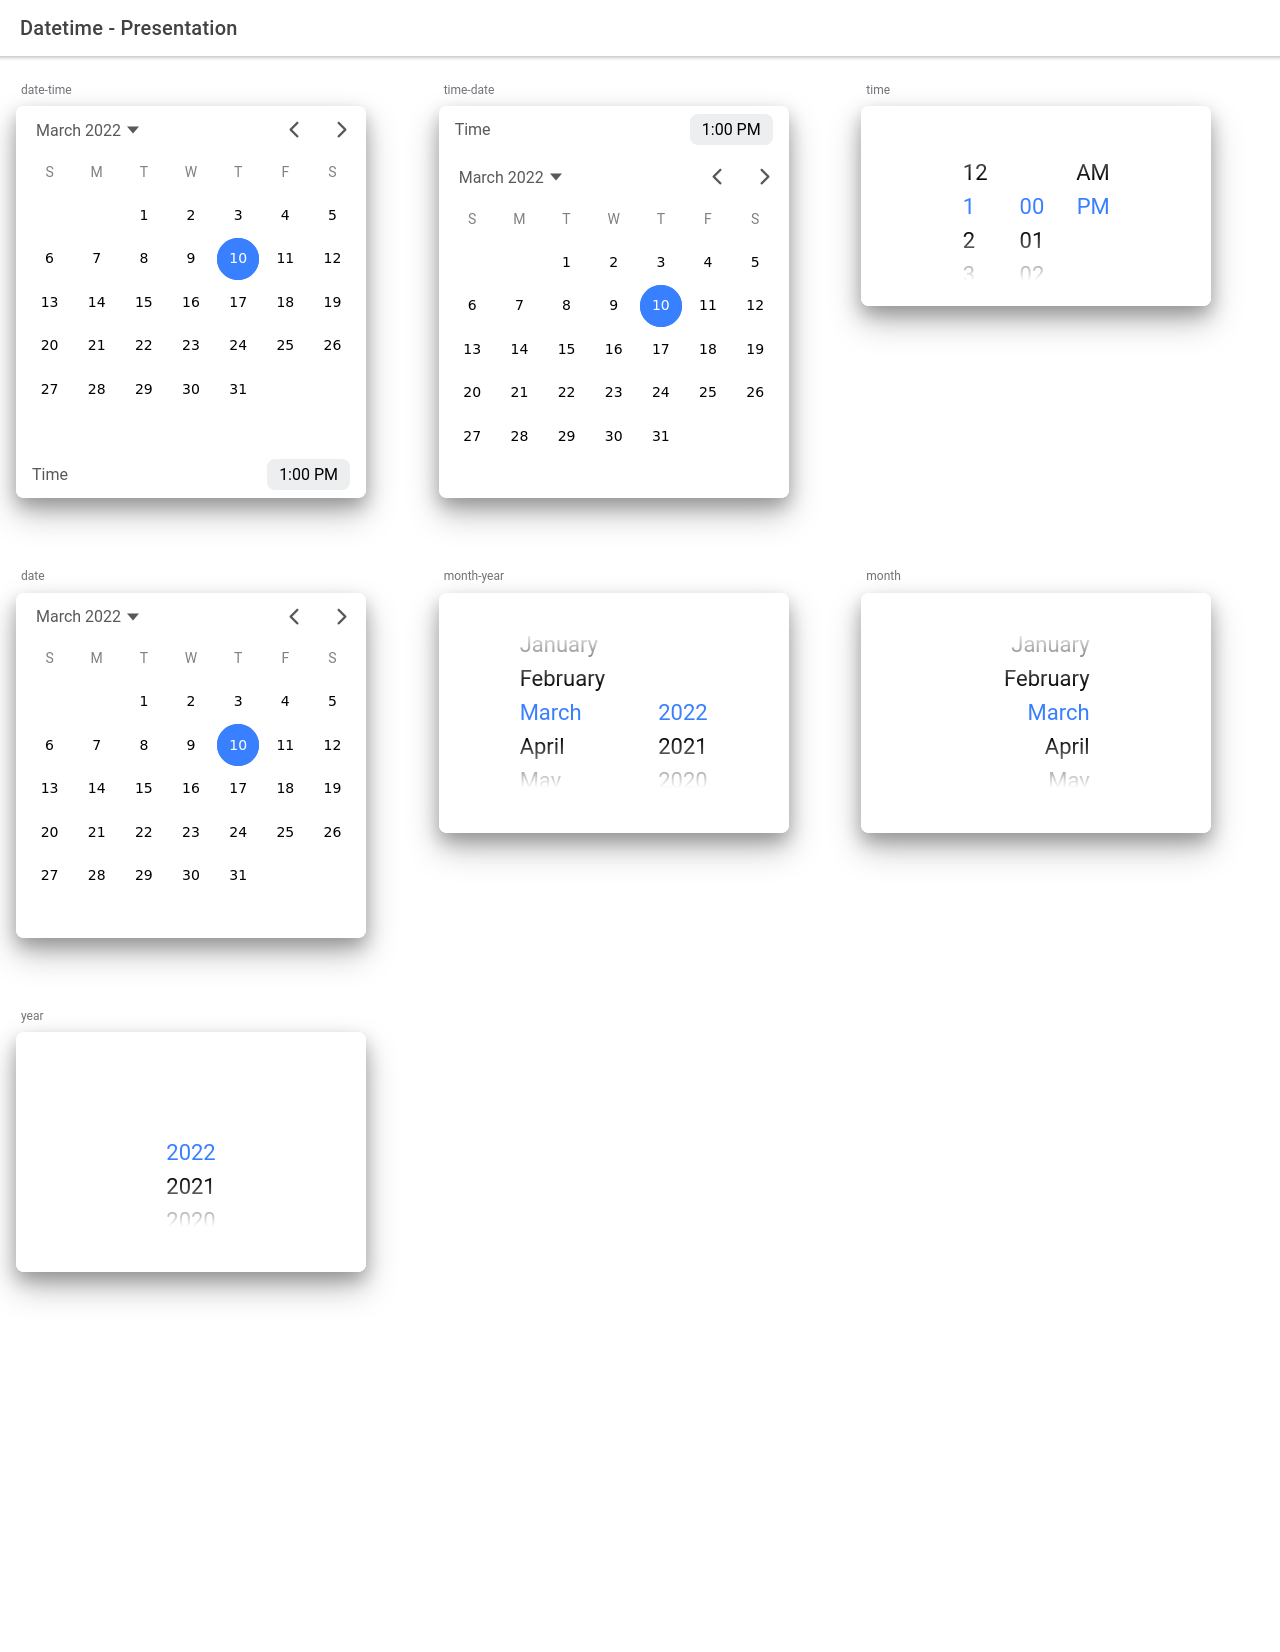 Datetime - Presentation
date-time
March 2022
S M T W T F S
1 2 3 4 5
6 7 8 9 10 11 12
13 14 15 16 17 18 19
20 21 22 23 24 25 26
27 28 29 30 31
Time 1:00 PM
time-date
Time 1:00 PM
March 2022
S M T W T F S
1 2 3 4 5
6 7 8 9 10 11 12
13 14 15 16 17 18 19
20 21 22 23 24 25 26
27 28 29 30 31
time
12 AM
1 00 PM
2 01
3 02
date
March 2022
S M T W T F S
1 2 3 4 5
6 7 8 9 10 11 12
13 14 15 16 17 18 19
20 21 22 23 24 25 26
27 28 29 30 31
month-year
January
February
March 2022
April 2021
May 2020
month
January
February
March
April
May
year
2022
2021
2020